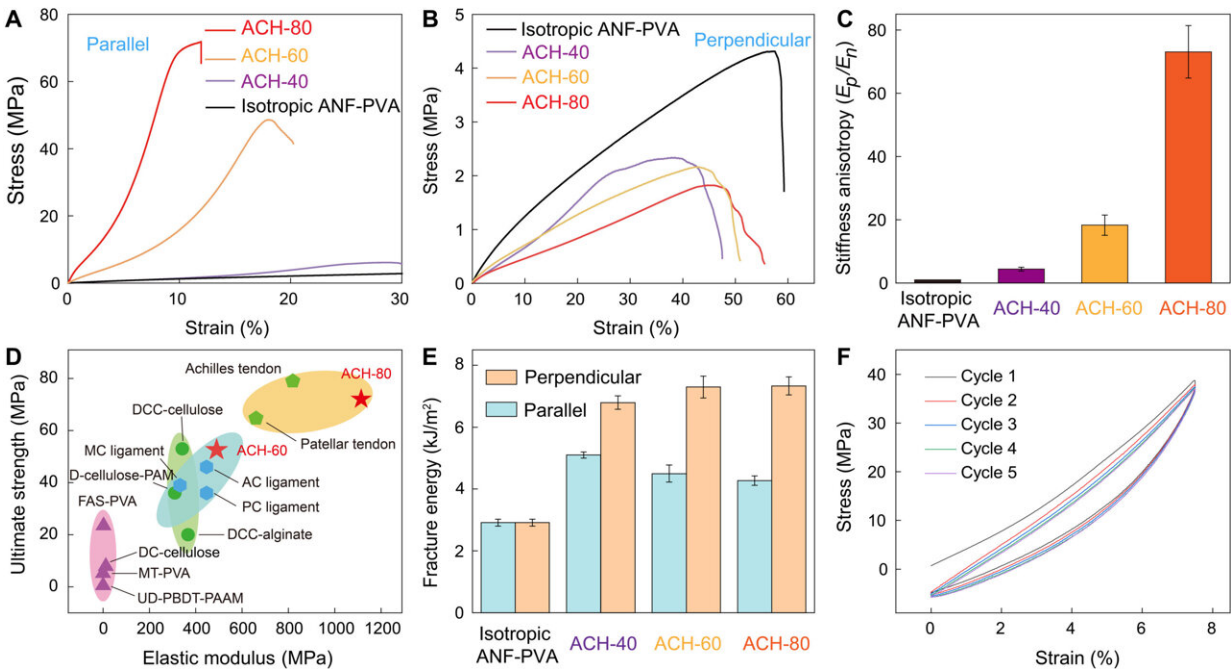 A
Parallel
ACH-80
ACH-60
ACH-40
Isotropic ANF-PVA
Stress (MPa)
80
60
40
20
0
0
10
20
30
Strain (%)
B
Isotropic ANF-PVA
ACH-40
Perpendicular
ACH-60
ACH-80
Stress (MPa)
5
4
3
2
1
0
0
10
20
30
40
50
60
Strain (%)
C
Stiffness anisotropy (Ep/En)
80
60
40
20
0
Isotropic
ANF-PVA
ACH-40
ACH-60
ACH-80
D
Ultimate strength (MPa)
80
60
40
20
0
Achilles tendon
ACH-80
DCC-cellulose
Patellar tendon
MC ligament
ACH-60
D-cellulose-PAM
AC ligament
FAS-PVA
PC ligament
DCC-alginate
DC-cellulose
MT-PVA
UD-PBDT-PAAM
0
200
400
600
800
1000
1200
Elastic modulus (MPa)
E
Fracture energy (kJ/m²)
8
6
4
2
0
Perpendicular
Parallel
Isotropic
ANF-PVA
ACH-40
ACH-60
ACH-80
F
Stress (MPa)
40
30
20
10
0
Cycle 1
Cycle 2
Cycle 3
Cycle 4
Cycle 5
0
2
4
6
8
Strain (%)